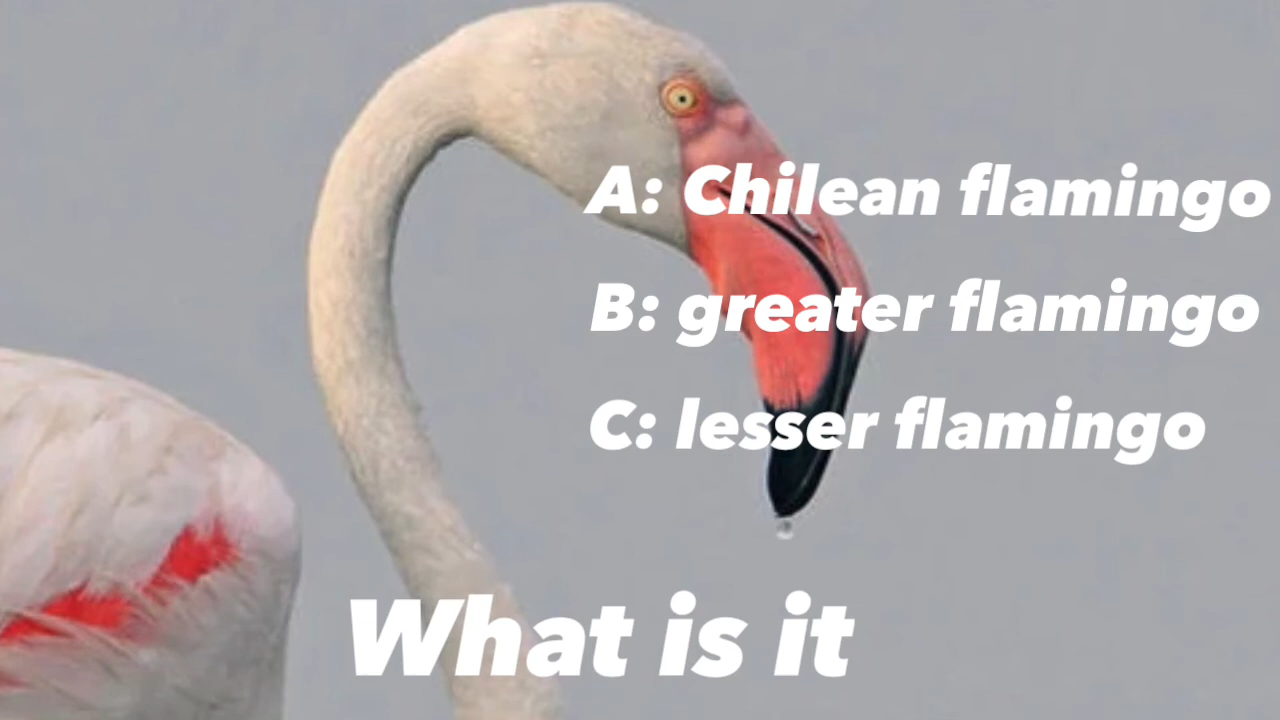 A: Chilean flamingo
B: greater flamingo
C: lesser flamingo
What is it